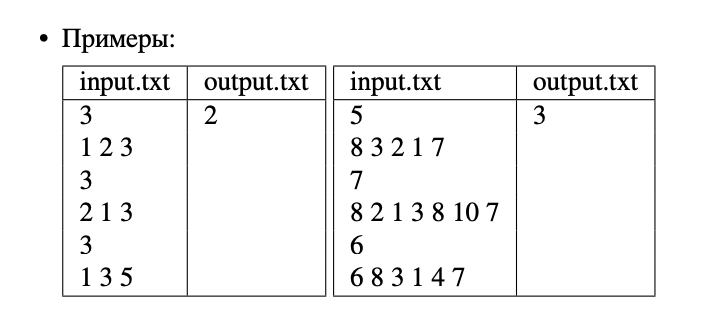 • Примеры:
input.txt output.txt input.txt output.txt
3 2 5 3
1 2 3 8 3 2 1 7
3 7
2 1 3 8 2 1 3 8 10 7
3 6
1 3 5 6 8 3 1 4 7